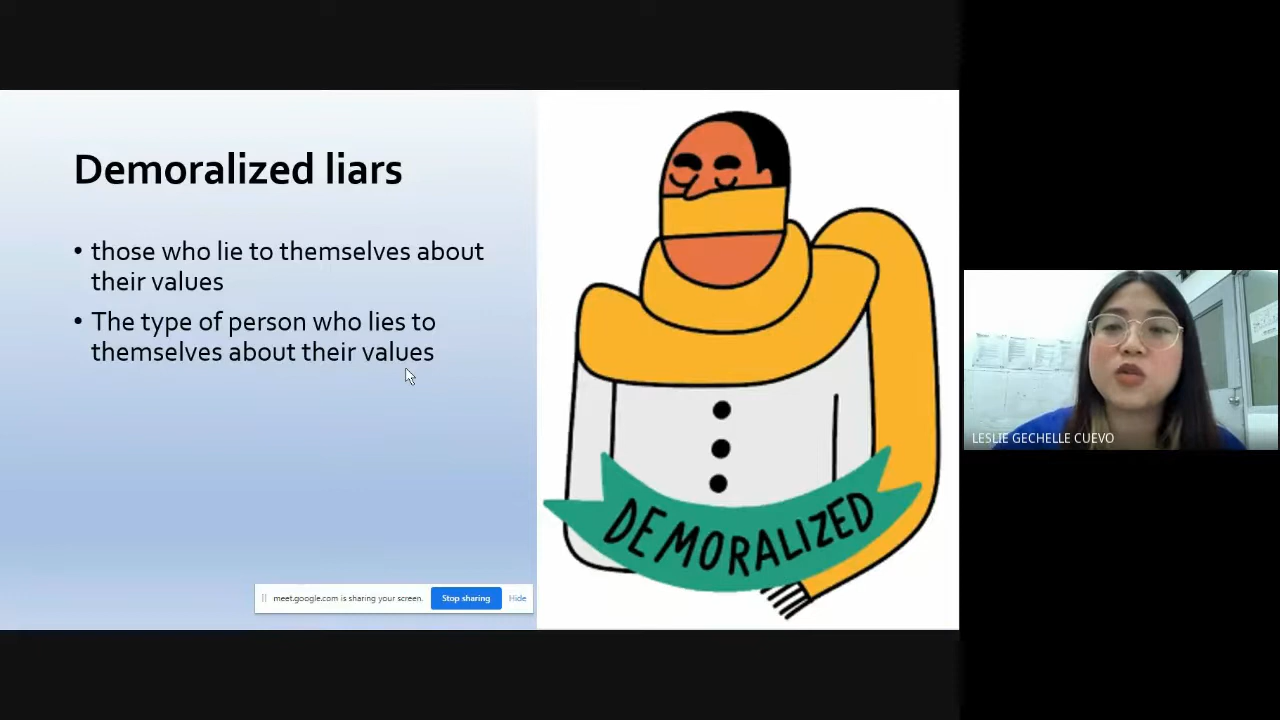 Demoralized liars
• those who lie to themselves about
their values
• The type of person who lies to
themselves about their values
DEMORALIZED
meet.google.com is sharing your screen.
Stop sharing
Hide
LESLIE GECHELLE CUEVO